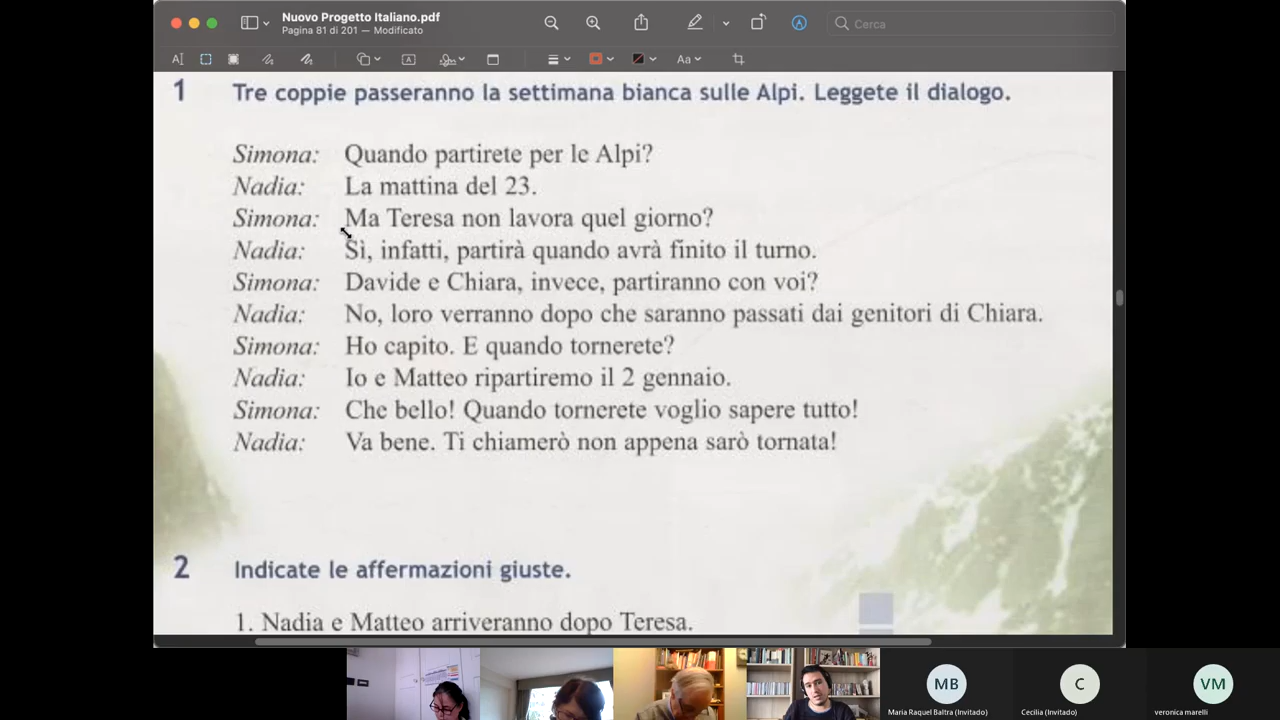 Nuovo Progetto Italiano.pdf
Pagina 81 di 201 — Modificato
Cerca
1 Tre coppie passeranno la settimana bianca sulle Alpi. Leggete il dialogo.
Simona: Quando partirete per le Alpi?
Nadia: La mattina del 23.
Simona: Ma Teresa non lavora quel giorno?
Nadia: Sì, infatti, partirà quando avrà finito il turno.
Simona: Davide e Chiara, invece, partiranno con voi?
Nadia: No, loro verranno dopo che saranno passati dai genitori di Chiara.
Simona: Ho capito. E quando tornerete?
Nadia: Io e Matteo ripartiremo il 2 gennaio.
Simona: Che bello! Quando tornerete voglio sapere tutto!
Nadia: Va bene. Ti chiamerò non appena sarò tornata!
2 Indicate le affermazioni giuste.
1. Nadia e Matteo arriveranno dopo Teresa.
MB
C
VM
Maria Raquel Baltra (Invitado)
Cecilia (Invitado)
veronica marelli